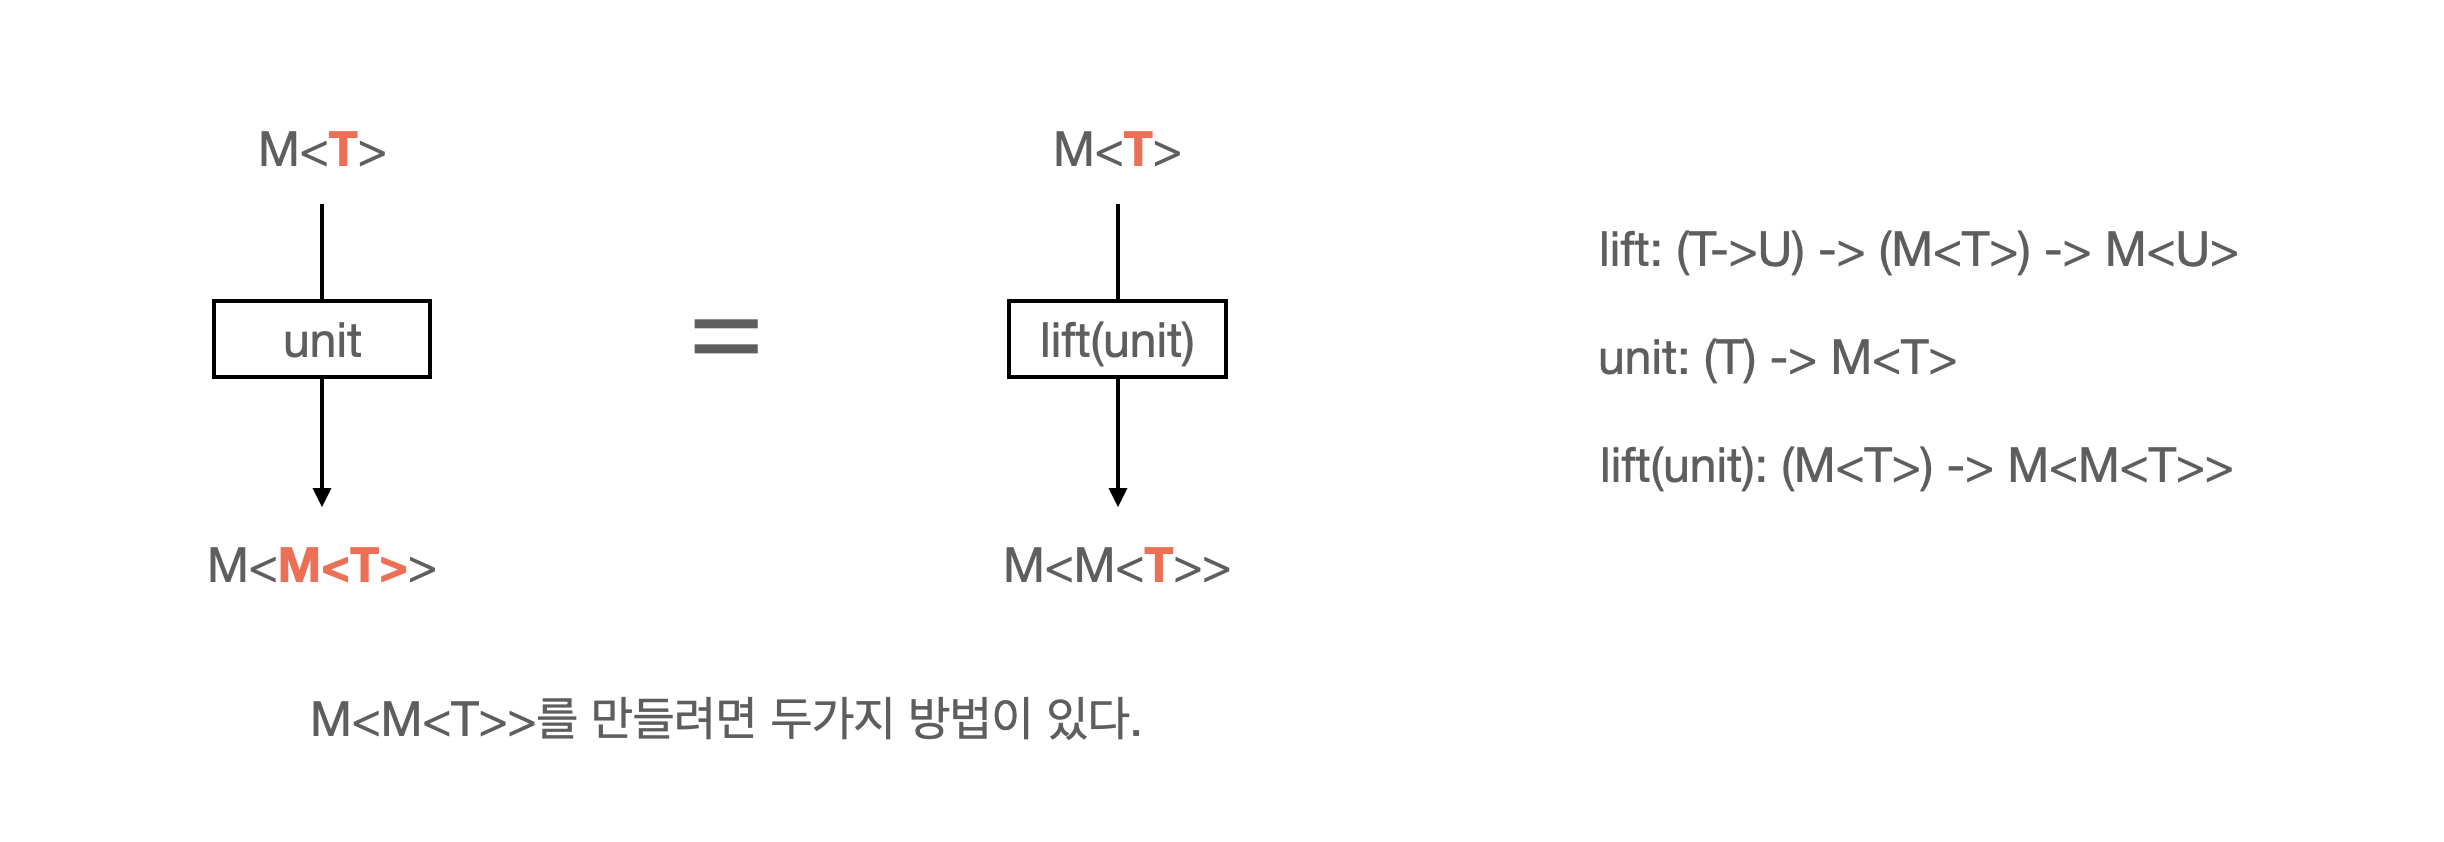 M<T>
unit
M<M<T>>
=
M<T>
lift(unit)
M<M<T>>
lift: (T->U) -> (M<T>) -> M<U>
unit: (T) -> M<T>
lift(unit): (M<T>) -> M<M<T>>
M<M<T>>를 만들려면 두가지 방법이 있다.